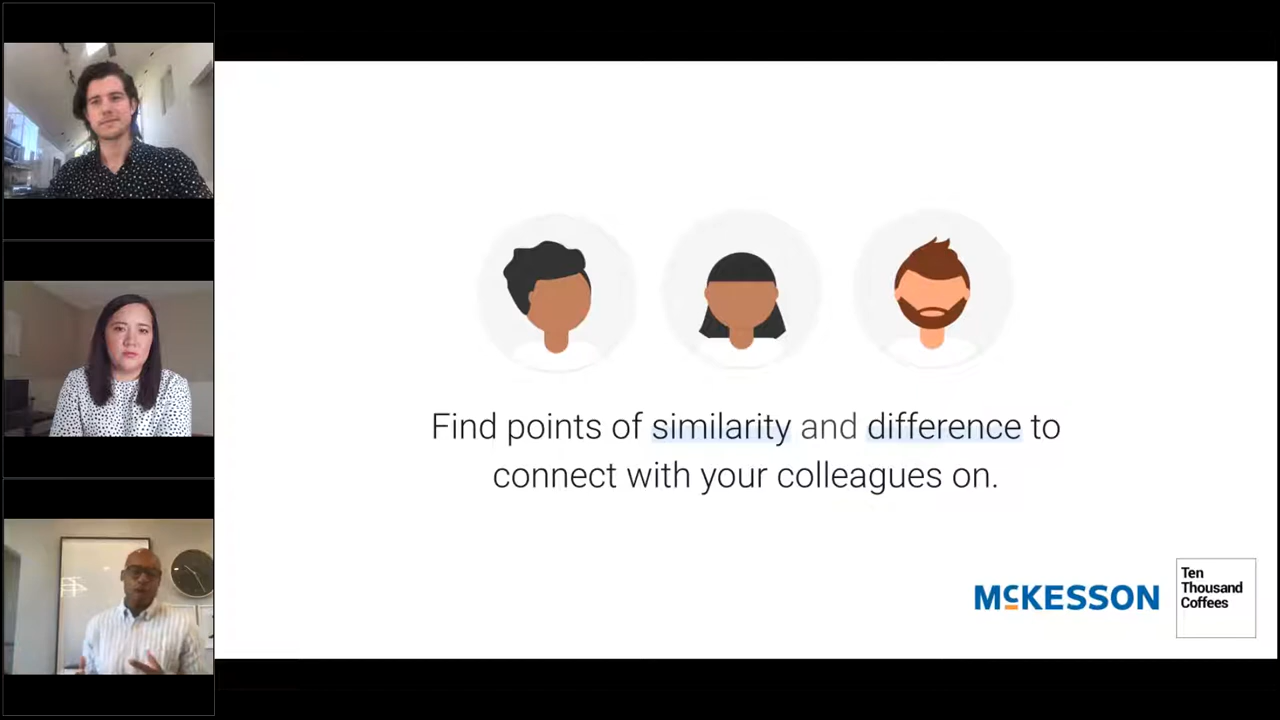 Find points of similarity and difference to
connect with your colleagues on.
MCKESSON
Ten
Thousand
Coffees